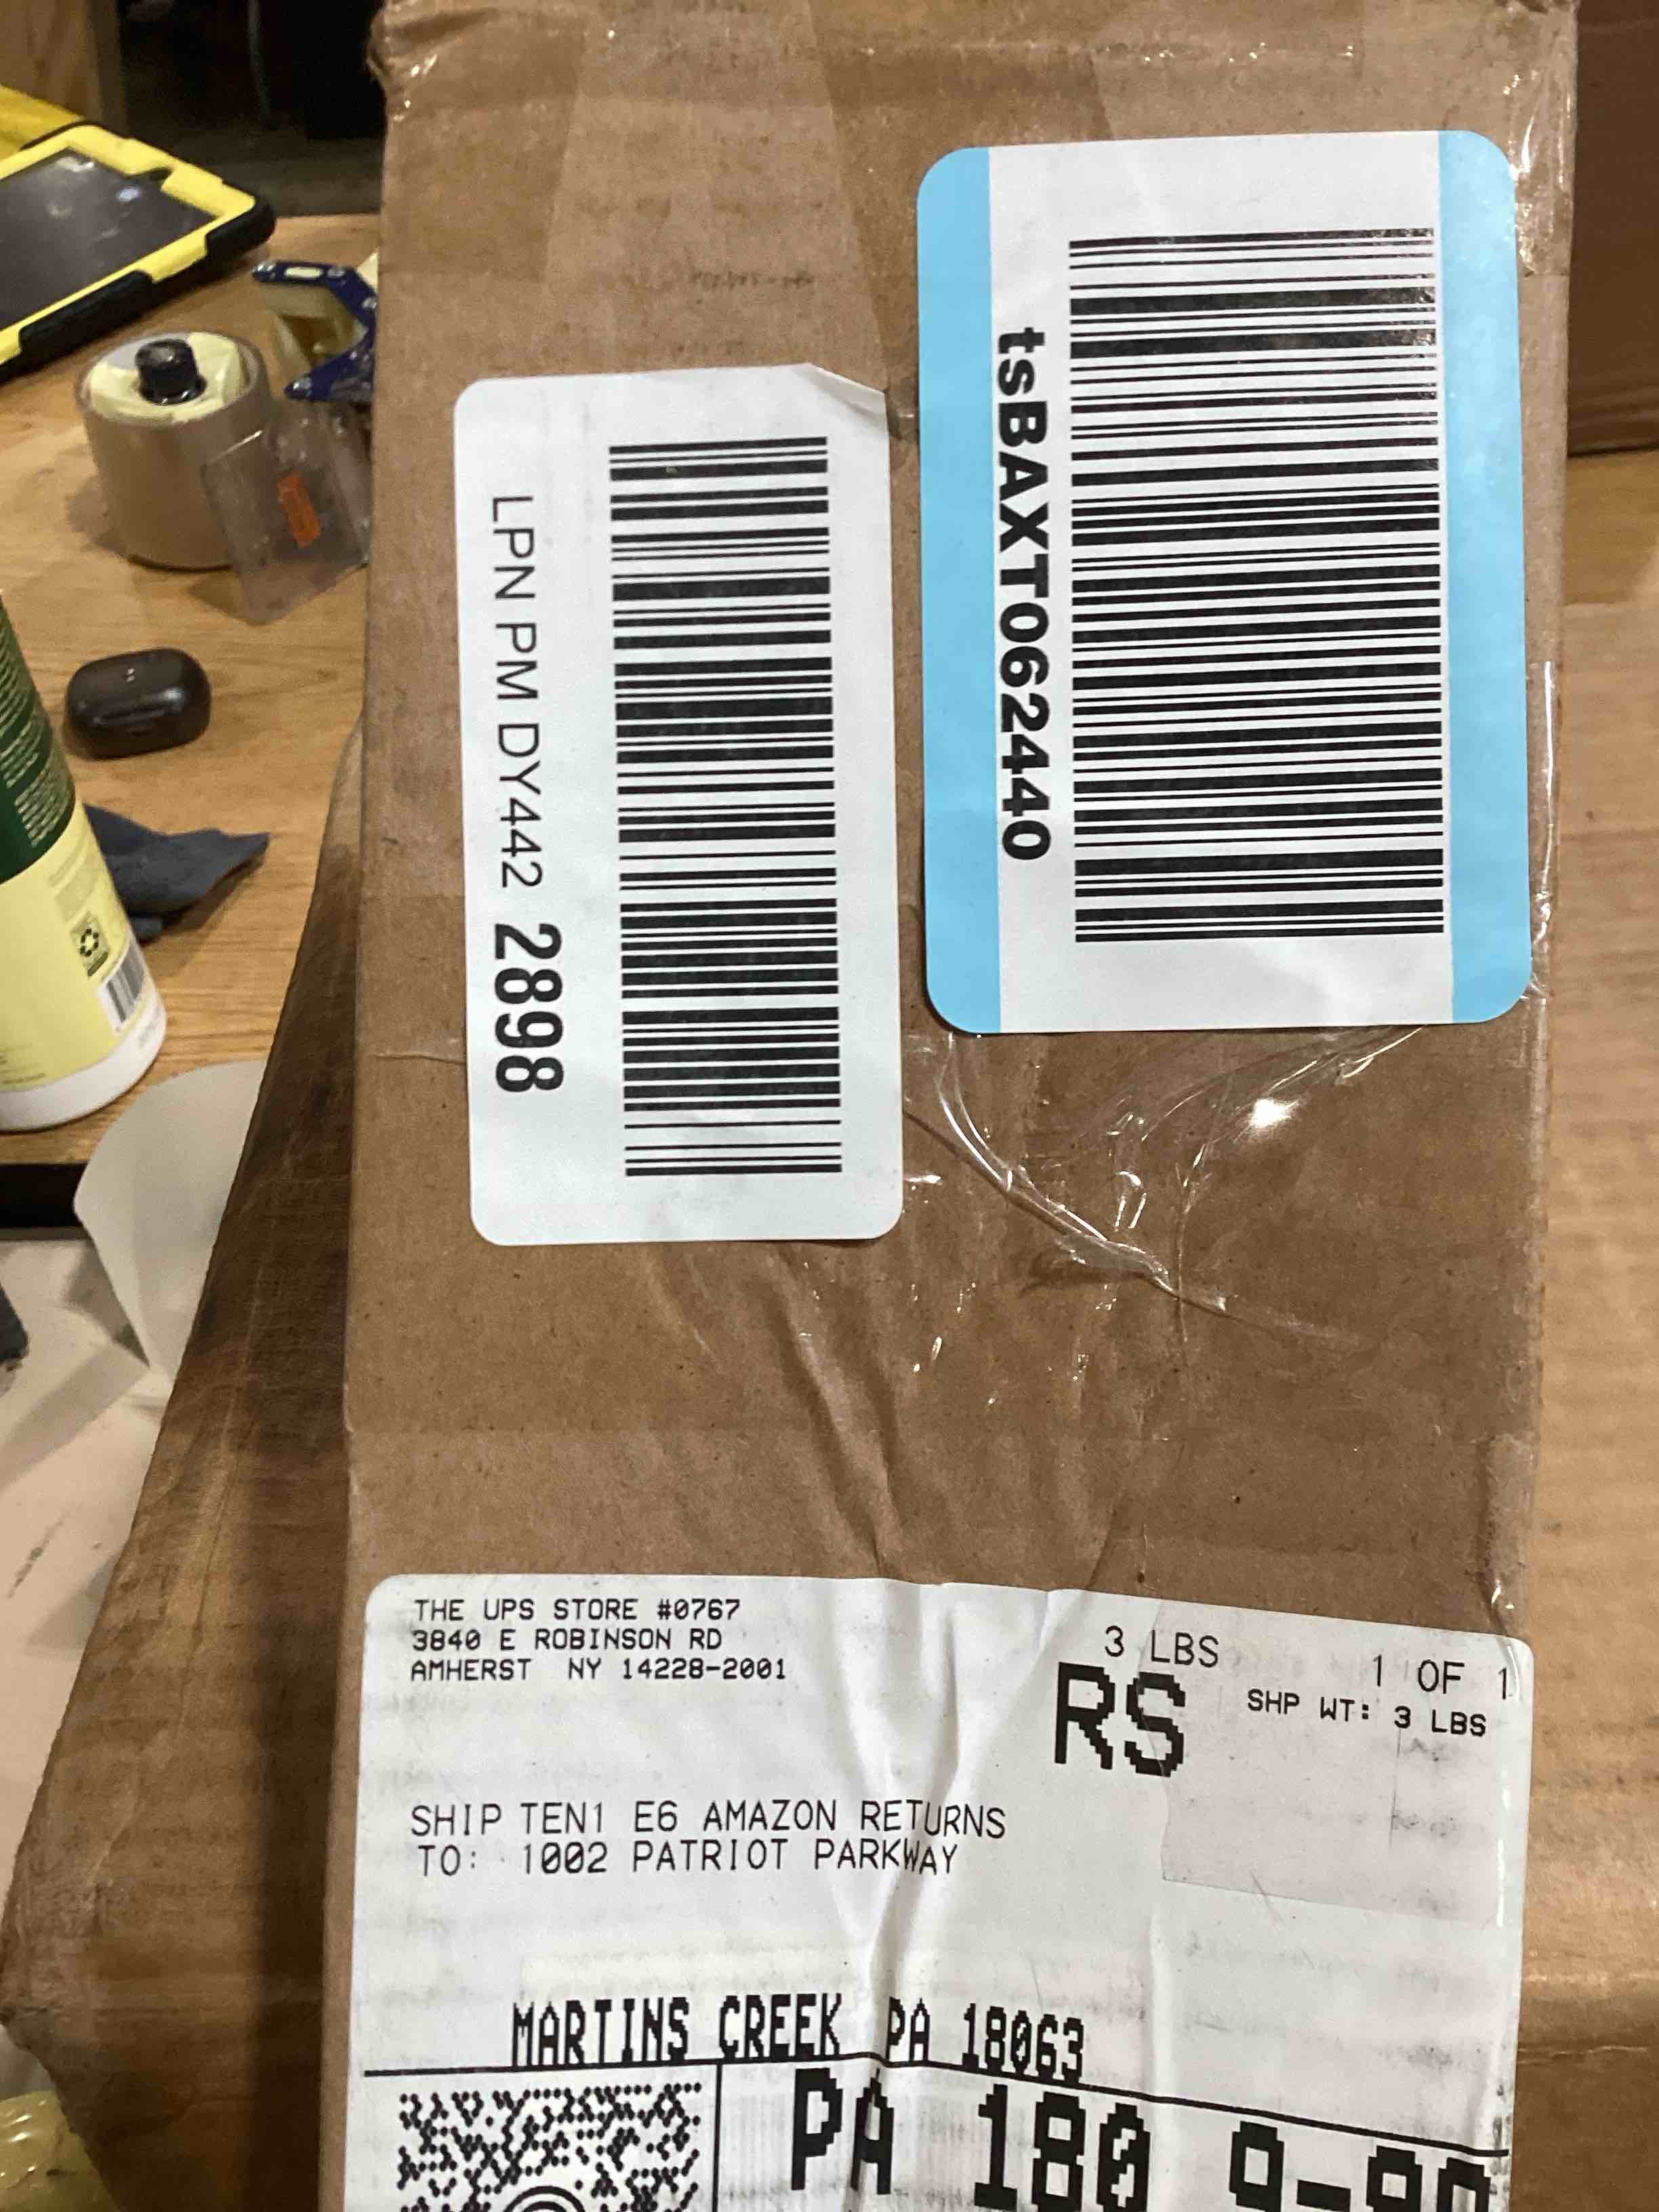 tsBAXT062440
LPN PM DY442 2898
THE UPS STORE #0767
3840 E ROBINSON RD
AMHERST NY 14228-2001
3 LBS
1 OF 1
RS
SHP WT: 3 LBS
SHIP TEN1 E6 AMAZON RETURNS
TO: 1002 PATRIOT PARKWAY
MARTINS CREEK PA 18063
PA 180 9-